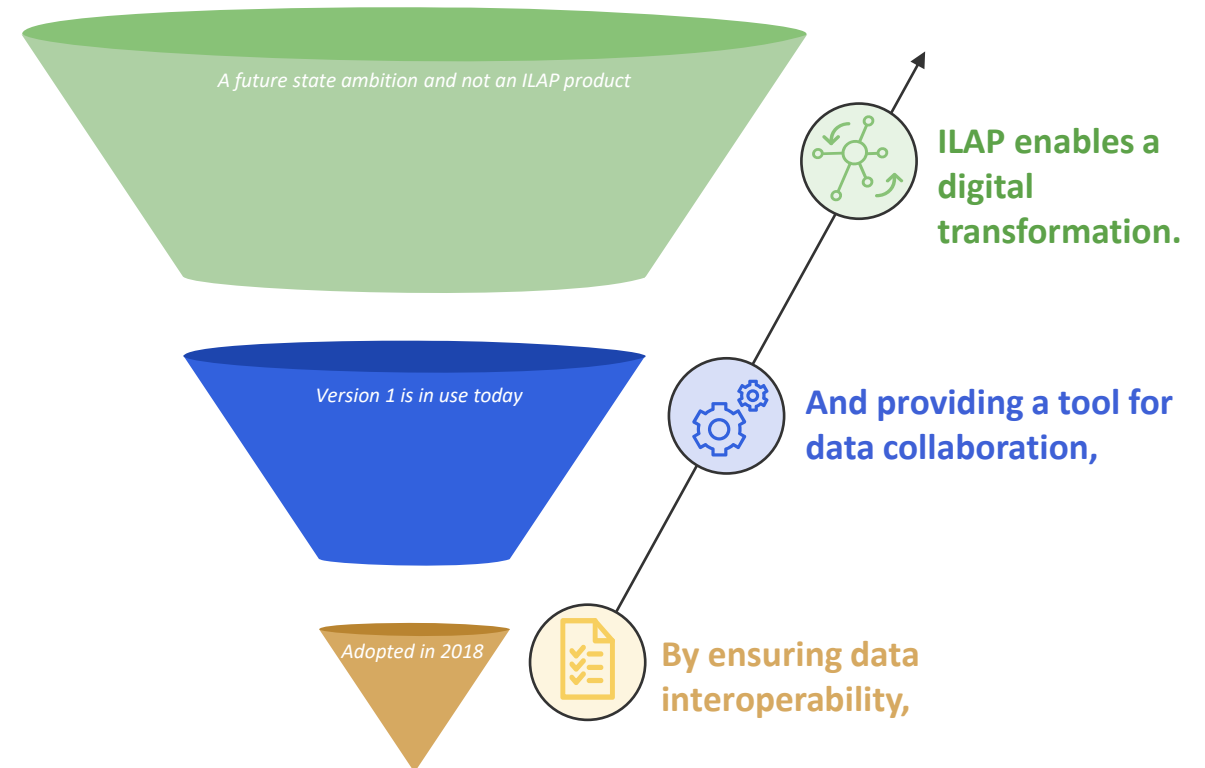 A future state ambition and not an ILAP product
ILAP enables a
digital
transformation.
Version 1 is in use today
And providing a tool for
data collaboration,
Adopted in 2018
By ensuring data
interoperability,